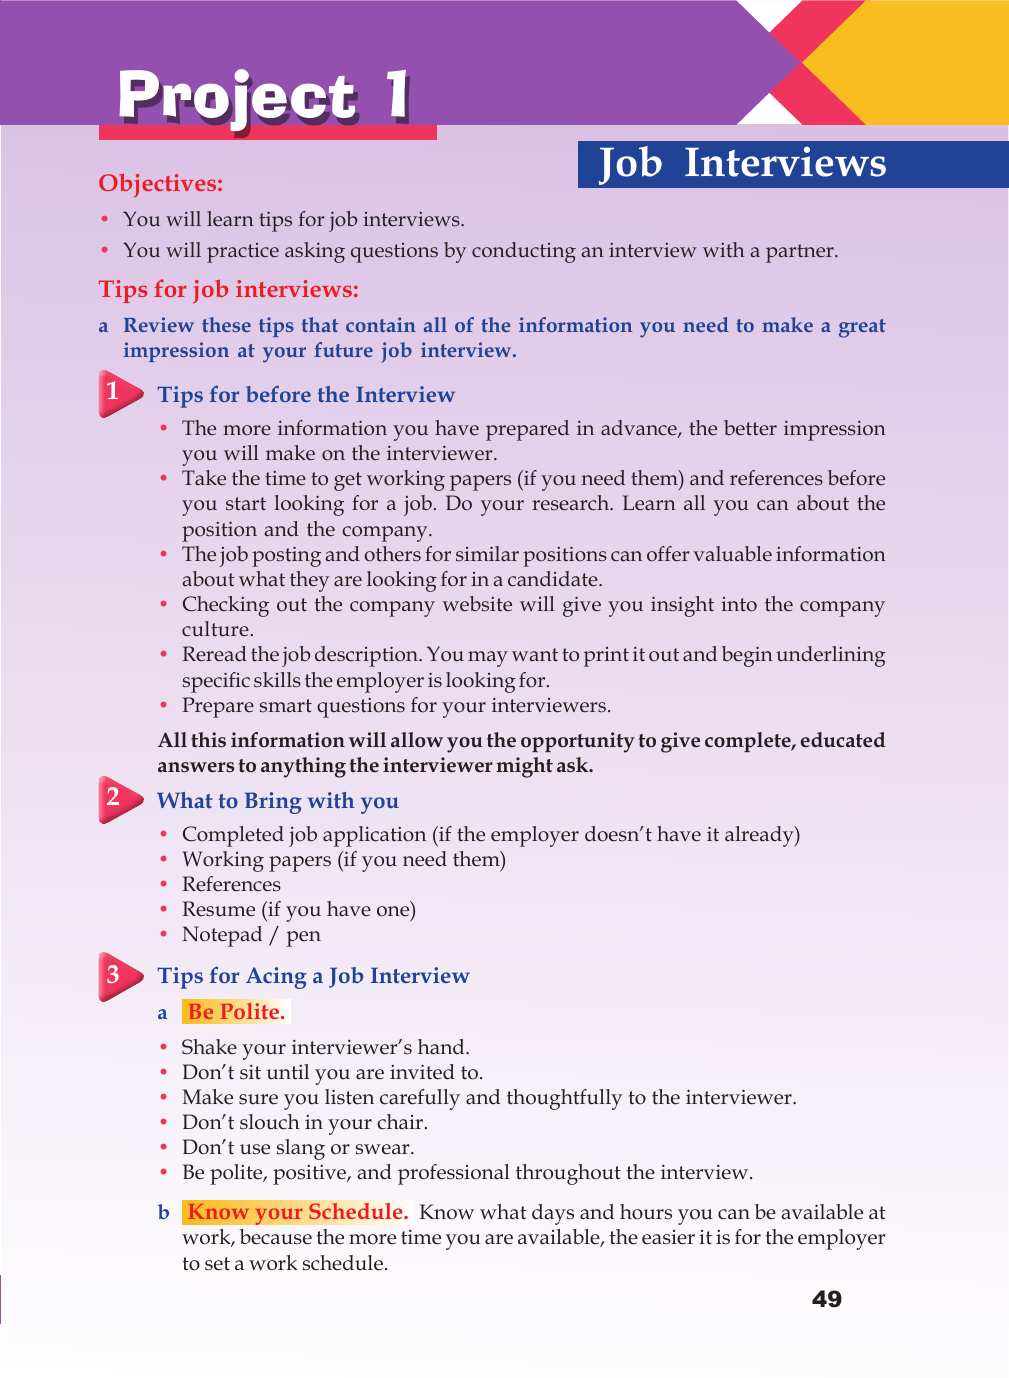 Project 1
Job Interviews
Objectives:
• You will learn tips for job interviews.
• You will practice asking questions by conducting an interview with a partner.
Tips for job interviews:
a Review these tips that contain all of the information you need to make a great
impression at your future job interview.
1 Tips for before the Interview
• The more information you have prepared in advance, the better impression
you will make on the interviewer.
• Take the time to get working papers (if you need them) and references before
you start looking for a job. Do your research. Learn all you can about the
position and the company.
• The job posting and others for similar positions can offer valuable information
about what they are looking for in a candidate.
• Checking out the company website will give you insight into the company
culture.
• Reread the job description. You may want to print it out and begin underlining
specific skills the employer is looking for.
• Prepare smart questions for your interviewers.
All this information will allow you the opportunity to give complete, educated
answers to anything the interviewer might ask.
2 What to Bring with you
• Completed job application (if the employer doesn't have it already)
• Working papers (if you need them)
• References
• Resume (if you have one)
• Notepad / pen
3 Tips for Acing a Job Interview
a Be Polite.
• Shake your interviewer's hand.
• Don't sit until you are invited to.
• Make sure you listen carefully and thoughtfully to the interviewer.
• Don't slouch in your chair.
• Don't use slang or swear.
• Be polite, positive, and professional throughout the interview.
b Know your Schedule. Know what days and hours you can be available at
work, because the more time you are available, the easier it is for the employer
to set a work schedule.
49